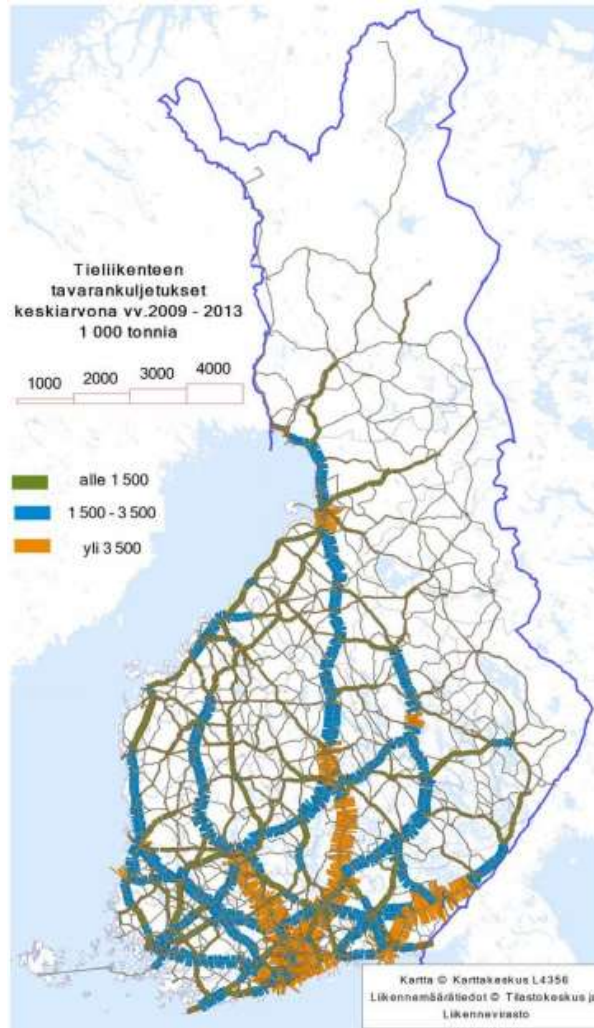 Tieliikenteen
tavarankuljetukset
keskiarvona vv.2009 - 2013
1 000 tonnia
1000 2000 3000 4000
alle 1 500
1 500 - 3 500
yli 3 500
Kartta © Karttakeskus L4356
Liikennemäärätiedot © Tilastokeskus ja
Liikennevirasto